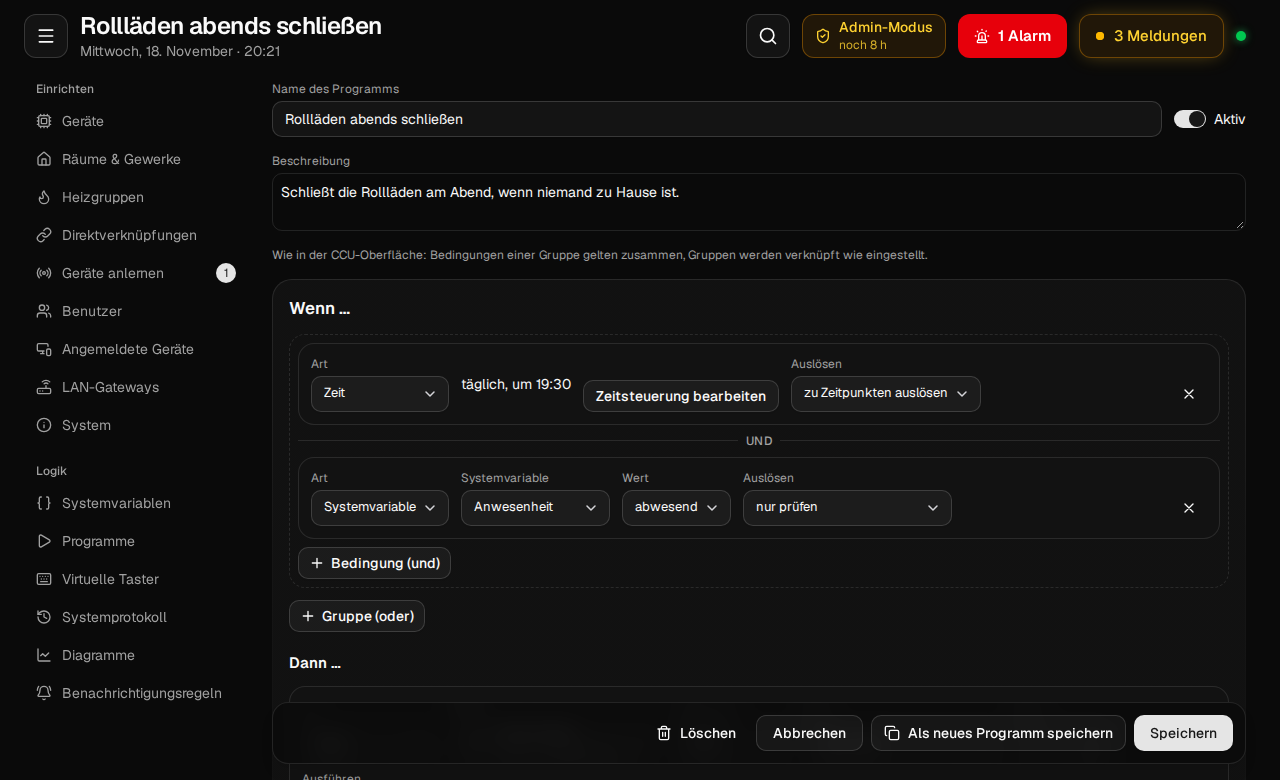 Rollläden abends schließen
Mittwoch, 18. November · 20:21
Admin-Modus
noch 8 h
1 Alarm
3 Meldungen
Einrichten
Geräte
Räume & Gewerke
Heizgruppen
Direktverknüpfungen
Geräte anlernen
1
Benutzer
Angemeldete Geräte
LAN-Gateways
System
Logik
Systemvariablen
Programme
Virtuelle Taster
Systemprotokoll
Diagramme
Benachrichtigungsregeln
Name des Programms
Rollläden abends schließen
Aktiv
Beschreibung
Schließt die Rollläden am Abend, wenn niemand zu Hause ist.
Wie in der CCU-Oberfläche: Bedingungen einer Gruppe gelten zusammen, Gruppen werden verknüpft wie eingestellt.
Wenn …
Art
Auslösen
Zeit
täglich, um 19:30
Zeitsteuerung bearbeiten
zu Zeitpunkten auslösen
UND
Art
Systemvariable
Wert
Auslösen
Systemvariable
Anwesenheit
abwesend
nur prüfen
Bedingung (und)
Gruppe (oder)
Dann …
Löschen
Abbrechen
Als neues Programm speichern
Speichern
Ausführen